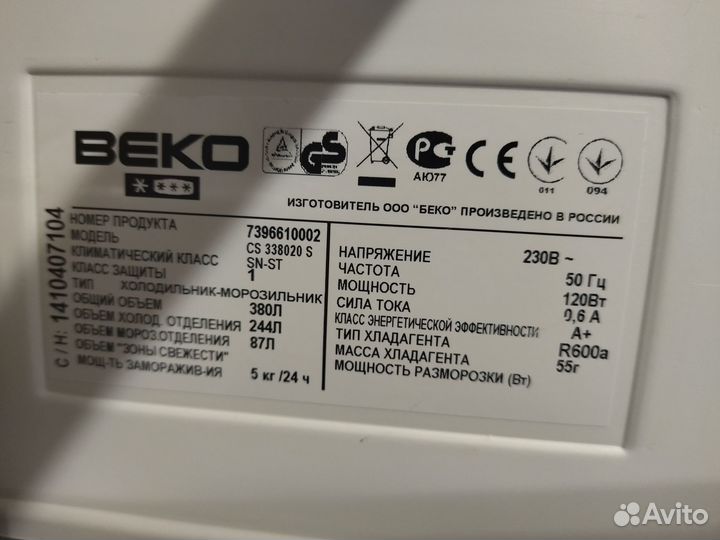 BEKO
АЮ77
011
094
ИЗГОТОВИТЕЛЬ ООО "БЕКО" ПРОИЗВЕДЕНО В РОССИИ
С / Н: 1410407104
НОМЕР ПРОДУКТА 7396610002
МОДЕЛЬ CS 338020 S
КЛИМАТИЧЕСКИЙ КЛАСС SN-ST
КЛАСС ЗАЩИТЫ 1
ТИП ХОЛОДИЛЬНИК-МОРОЗИЛЬНИК
ОБЩИЙ ОБЪЕМ 380Л
ОБЪЕМ ХОЛОД. ОТДЕЛЕНИЯ 244Л
ОБЪЕМ МОРОЗ.ОТДЕЛЕНИЯ 87Л
ОБЪЕМ "ЗОНЫ СВЕЖЕСТИ"
МОЩ-ТЬ ЗАМОРАЖИВ-ИЯ 5 кг /24 ч
НАПРЯЖЕНИЕ 230В ~
ЧАСТОТА 50 Гц
МОЩНОСТЬ 120Вт
СИЛА ТОКА 0,6 А
КЛАСС ЭНЕРГЕТИЧЕСКОЙ ЭФФЕКТИВНОСТИ A+
ТИП ХЛАДАГЕНТА R600a
МАССА ХЛАДАГЕНТА 55г
МОЩНОСТЬ РАЗМОРОЗКИ (Вт)
Avito